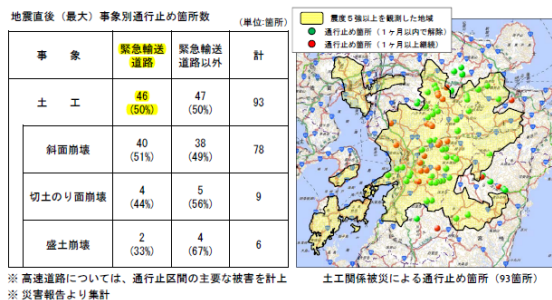 地震直後（最大）事象別通行止め箇所数
(単位:箇所)
事　象　緊急輸送道路　緊急輸送道路以外　計
土　工　46 (50%)　47 (50%)　93
斜面崩壊　40 (51%)　38 (49%)　78
切土のり面崩壊　4 (44%)　5 (56%)　9
盛土崩壊　2 (33%)　4 (67%)　6
※ 高速道路については、通行止区間の主要な被害を計上
※ 災害報告より集計
震度５強以上を観測した地域
通行止め箇所（１ヶ月以内で解除）
通行止め箇所（１ヶ月以上継続）
土工関係被災による通行止め箇所（93箇所）